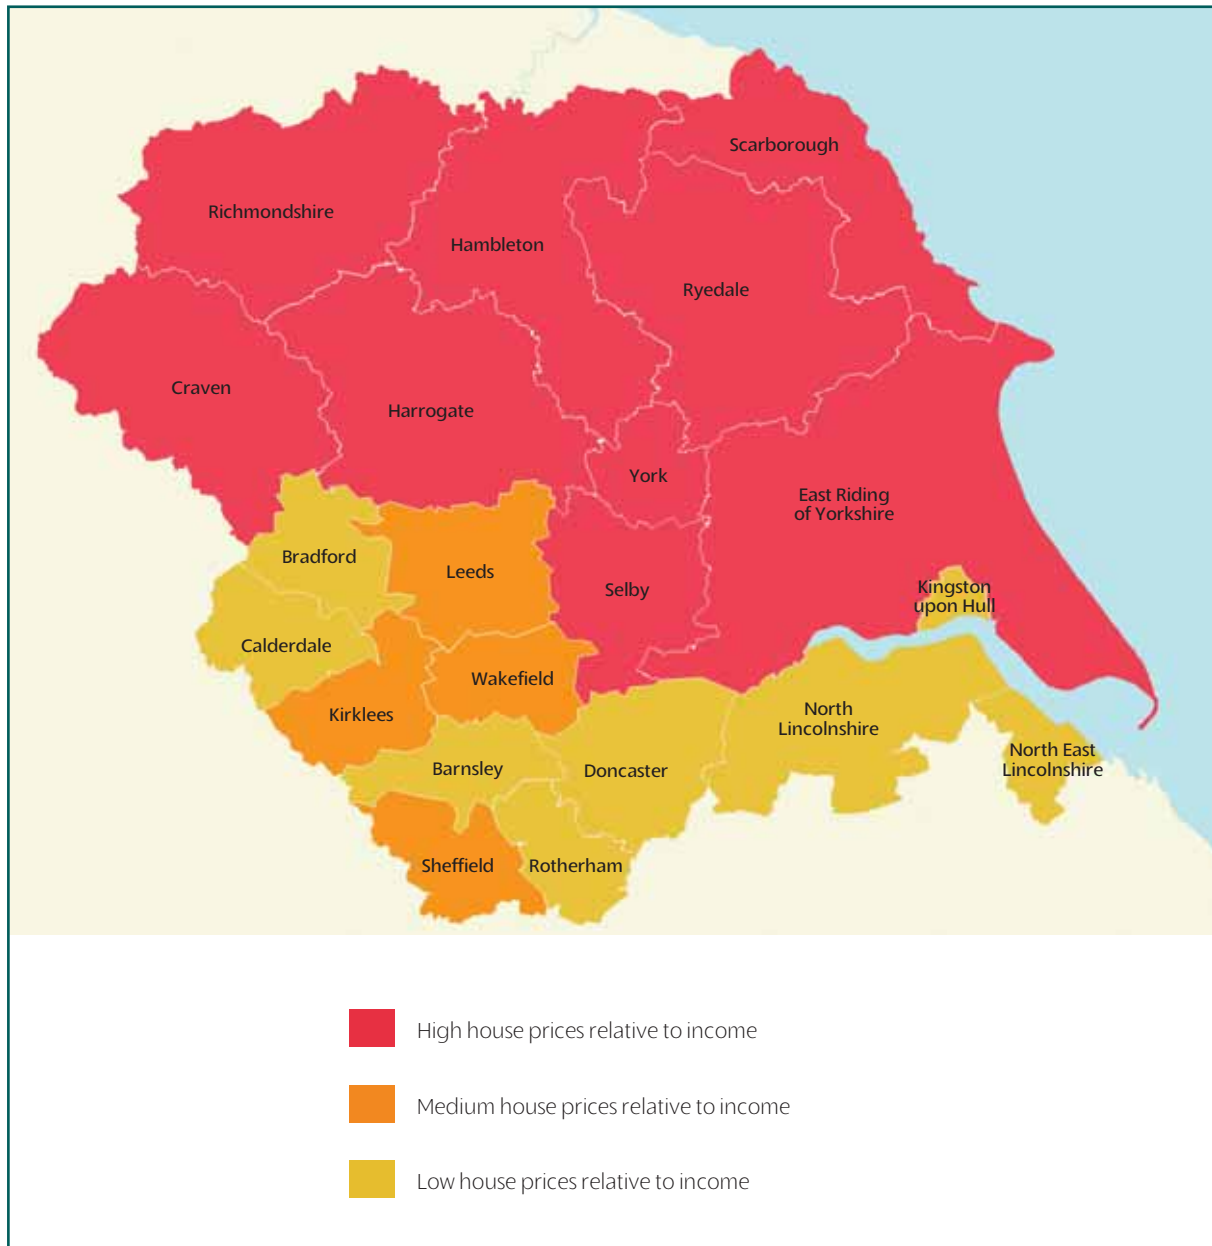 Scarborough
Richmondshire
Hambleton
Ryedale
Craven
Harrogate
York
East Riding
of Yorkshire
Bradford
Leeds
Selby
Kingston
upon Hull
Calderdale
Wakefield
Kirklees
North
Lincolnshire
Barnsley
Doncaster
North East
Lincolnshire
Sheffield
Rotherham
High house prices relative to income
Medium house prices relative to income
Low house prices relative to income